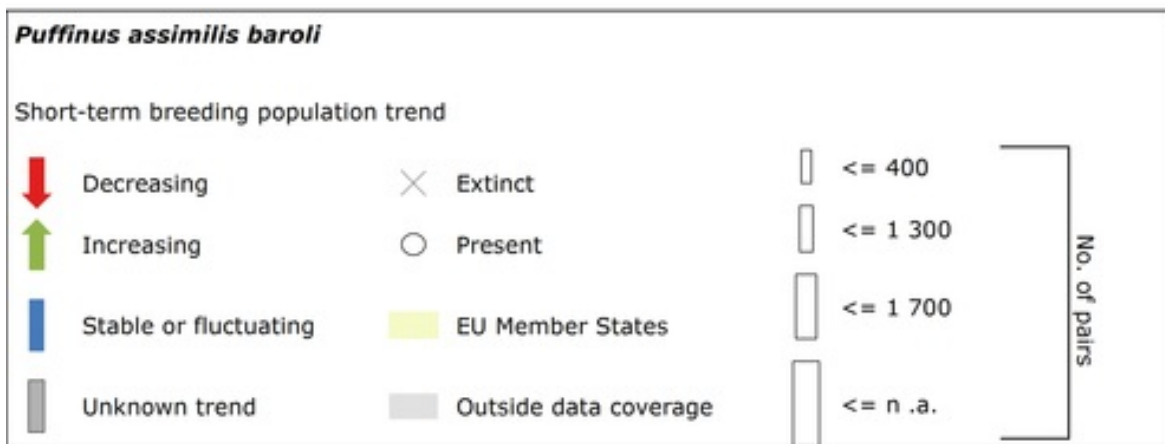 Puffinus assimilis baroli
Short-term breeding population trend
Decreasing
Increasing
Stable or fluctuating
Unknown trend
Extinct
Present
EU Member States
Outside data coverage
<= 400
<= 1 300
<= 1 700
<= n .a.
No. of pairs